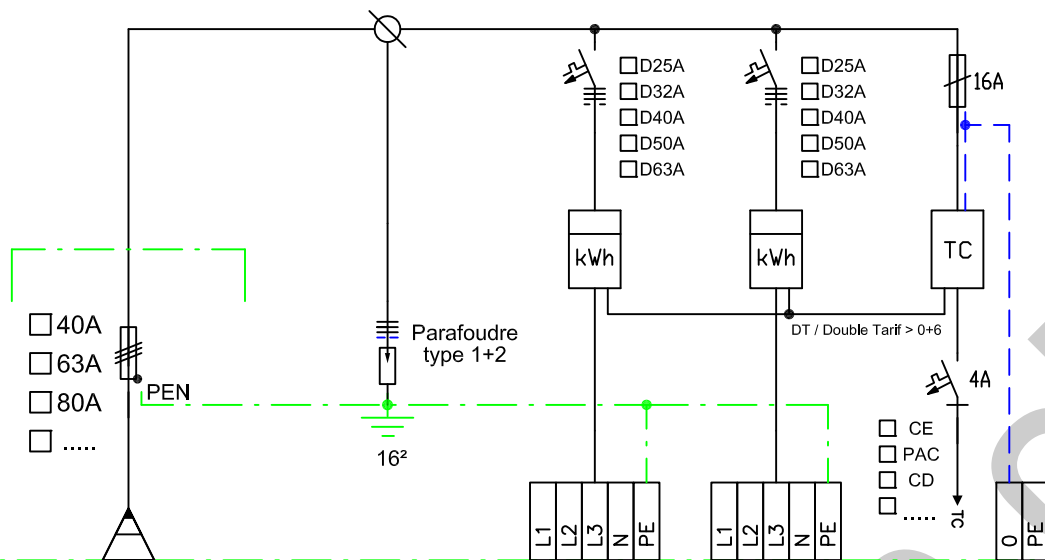 D25A
D32A
D40A
D50A
D63A
D25A
D32A
D40A
D50A
D63A
16A
kWh
kWh
TC
DT / Double Tarif > 0+6
40A
63A
80A
.....
PEN
Parafoudre
type 1+2
16²
4A
CE
PAC
CD
.....
TC
L1
L2
L3
N
PE
L1
L2
L3
N
PE
0
PE